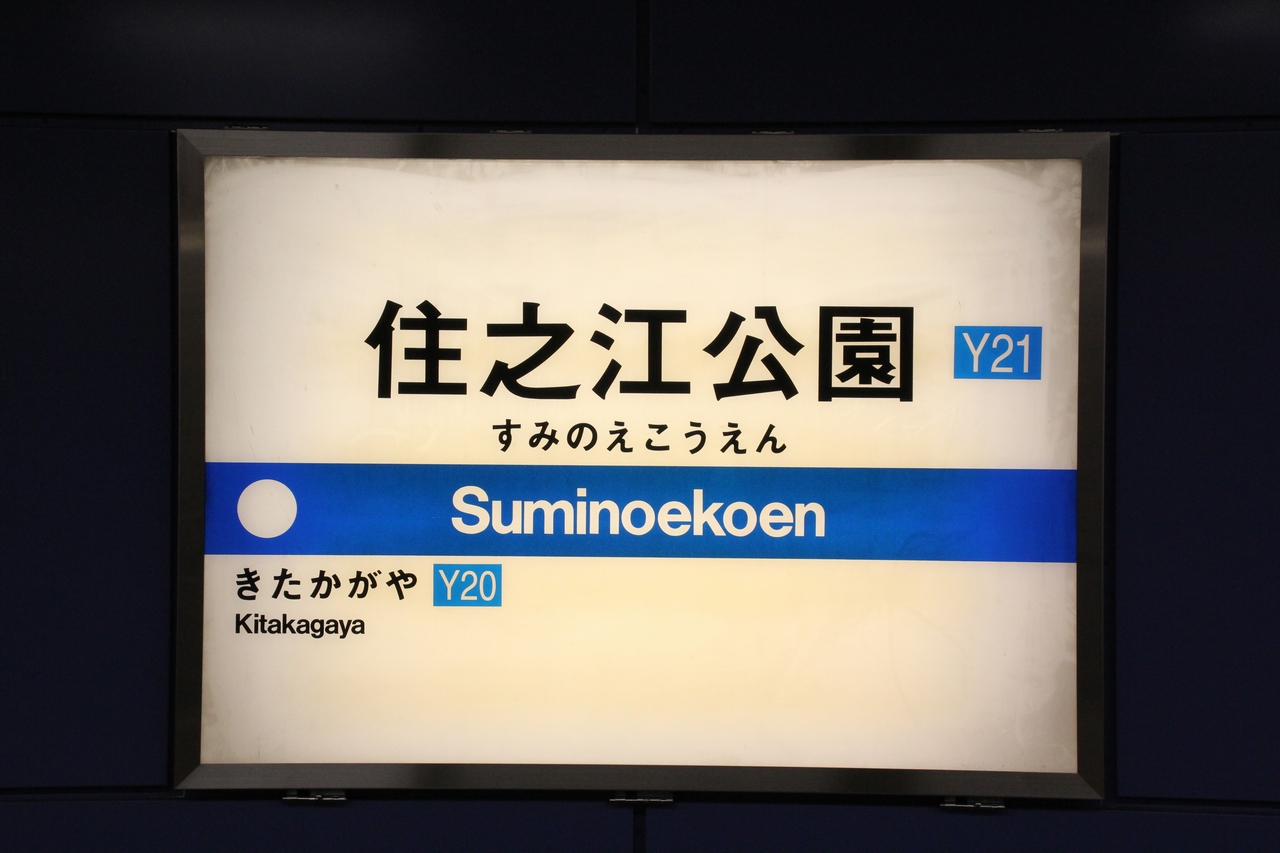 住之江公園 Y21
すみのえこうえん
Suminoekoen
きたかがや Y20
Kitakagaya